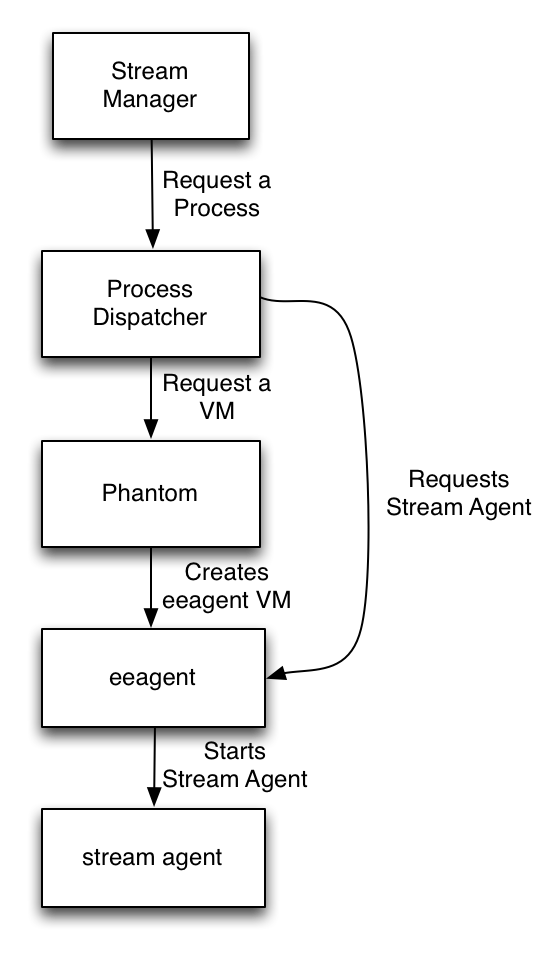 Stream
Manager
Request a
Process
Process
Dispatcher
Request a
VM
Phantom
Requests
Stream Agent
Creates
eeagent VM
eeagent
Starts
Stream Agent
stream agent